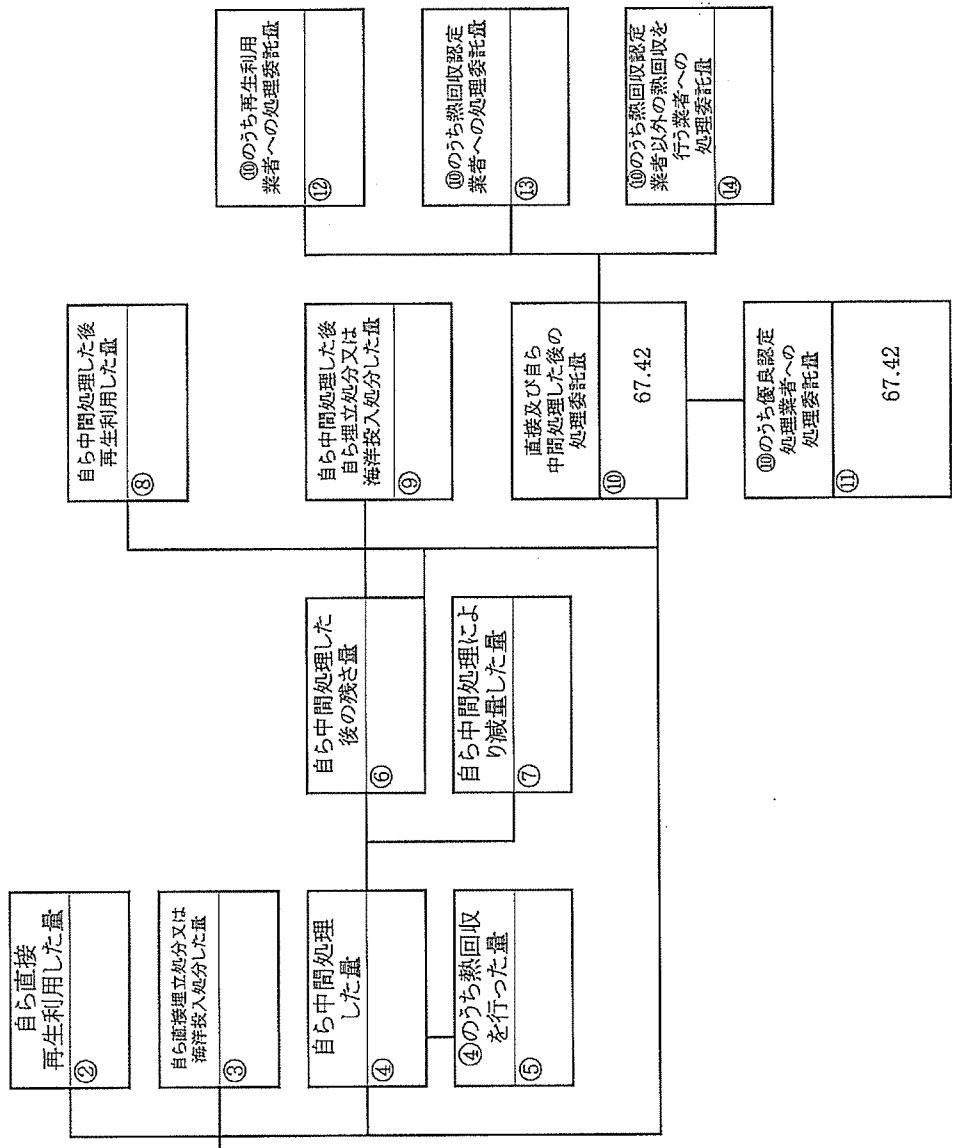 自ら直接
再生利用した量
②
自ら直接埋立処分又は
海洋投入処分した量
③
自ら中間処理
した量
④
④のうち熱回収
を行った量
⑤
自ら中間処理した
後の残さ量
⑥
自ら中間処理によ
り減量した量
⑦
自ら中間処理した後
再生利用した量
⑧
自ら中間処理した後
自ら埋立処分又は
海洋投入処分した量
⑨
直接及び自ら
中間処理した後の
処理委託量
⑩
67.42
⑩のうち優良認定
処理業者への
処理委託量
⑪
67.42
⑩のうち再生利用
業者への処理委託量
⑫
⑩のうち熱回収認定
業者への処理委託量
⑬
⑩のうち熱回収認定
業者以外の熱回収を
行う業者への
処理委託量
⑭